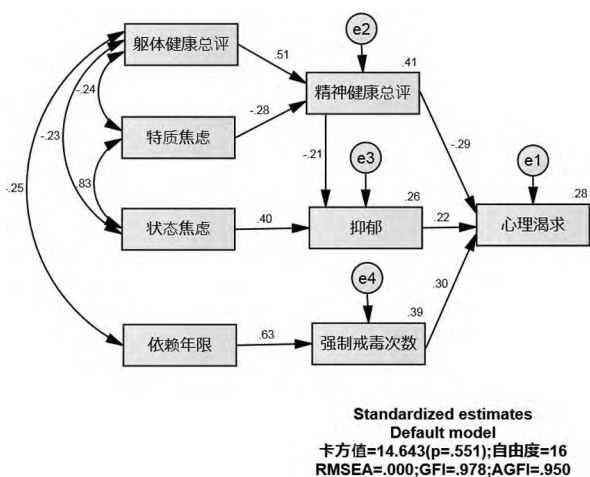 e2
躯体健康总评
.51
.41
精神健康总评
-.24
-.28
特质焦虑
-.23
-.21
e3
-.29
e1
-.25
.83
.26
.28
状态焦虑
.40
抑郁
.22
心理渴求
e4
.30
.39
依赖年限
.63
强制戒毒次数
Standardized estimates
Default model
卡方值=14.643(p=.551);自由度=16
RMSEA=.000;GFI=.978;AGFI=.950